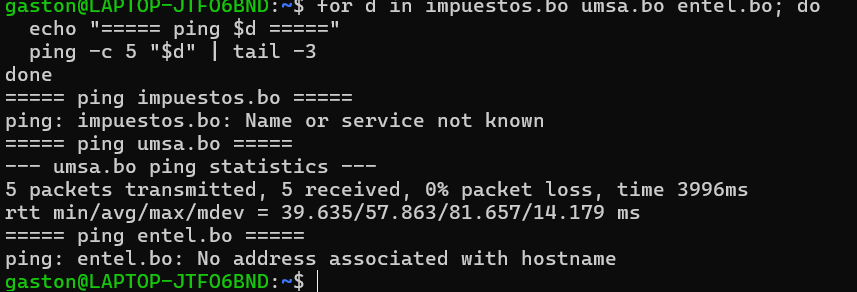 gaston@LAPTOP-JTFO6BND:~$ for d in impuestos.bo umsa.bo entel.bo; do
  echo "===== ping $d ====="
  ping -c 5 "$d" | tail -3
done
===== ping impuestos.bo =====
ping: impuestos.bo: Name or service not known
===== ping umsa.bo =====
--- umsa.bo ping statistics ---
5 packets transmitted, 5 received, 0% packet loss, time 3996ms
rtt min/avg/max/mdev = 39.635/57.863/81.657/14.179 ms
===== ping entel.bo =====
ping: entel.bo: No address associated with hostname
gaston@LAPTOP-JTFO6BND:~$